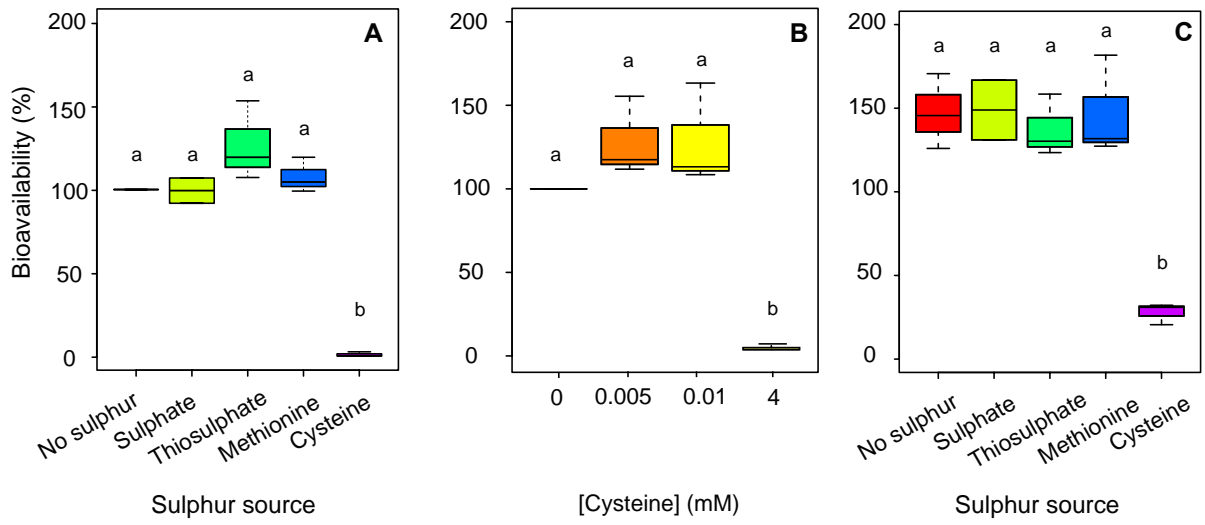 Bioavailability (%)
200
150
100
50
0
A
a
a
a
a
b
No sulphur
Sulphate
Thiosulphate
Methionine
Cysteine
Sulphur source
200
150
100
50
0
B
a
a
a
b
0 0.005 0.01 4
[Cysteine] (mM)
200
150
100
50
0
C
a
a
a
a
b
No sulphur
Sulphate
Thiosulphate
Methionine
Cysteine
Sulphur source